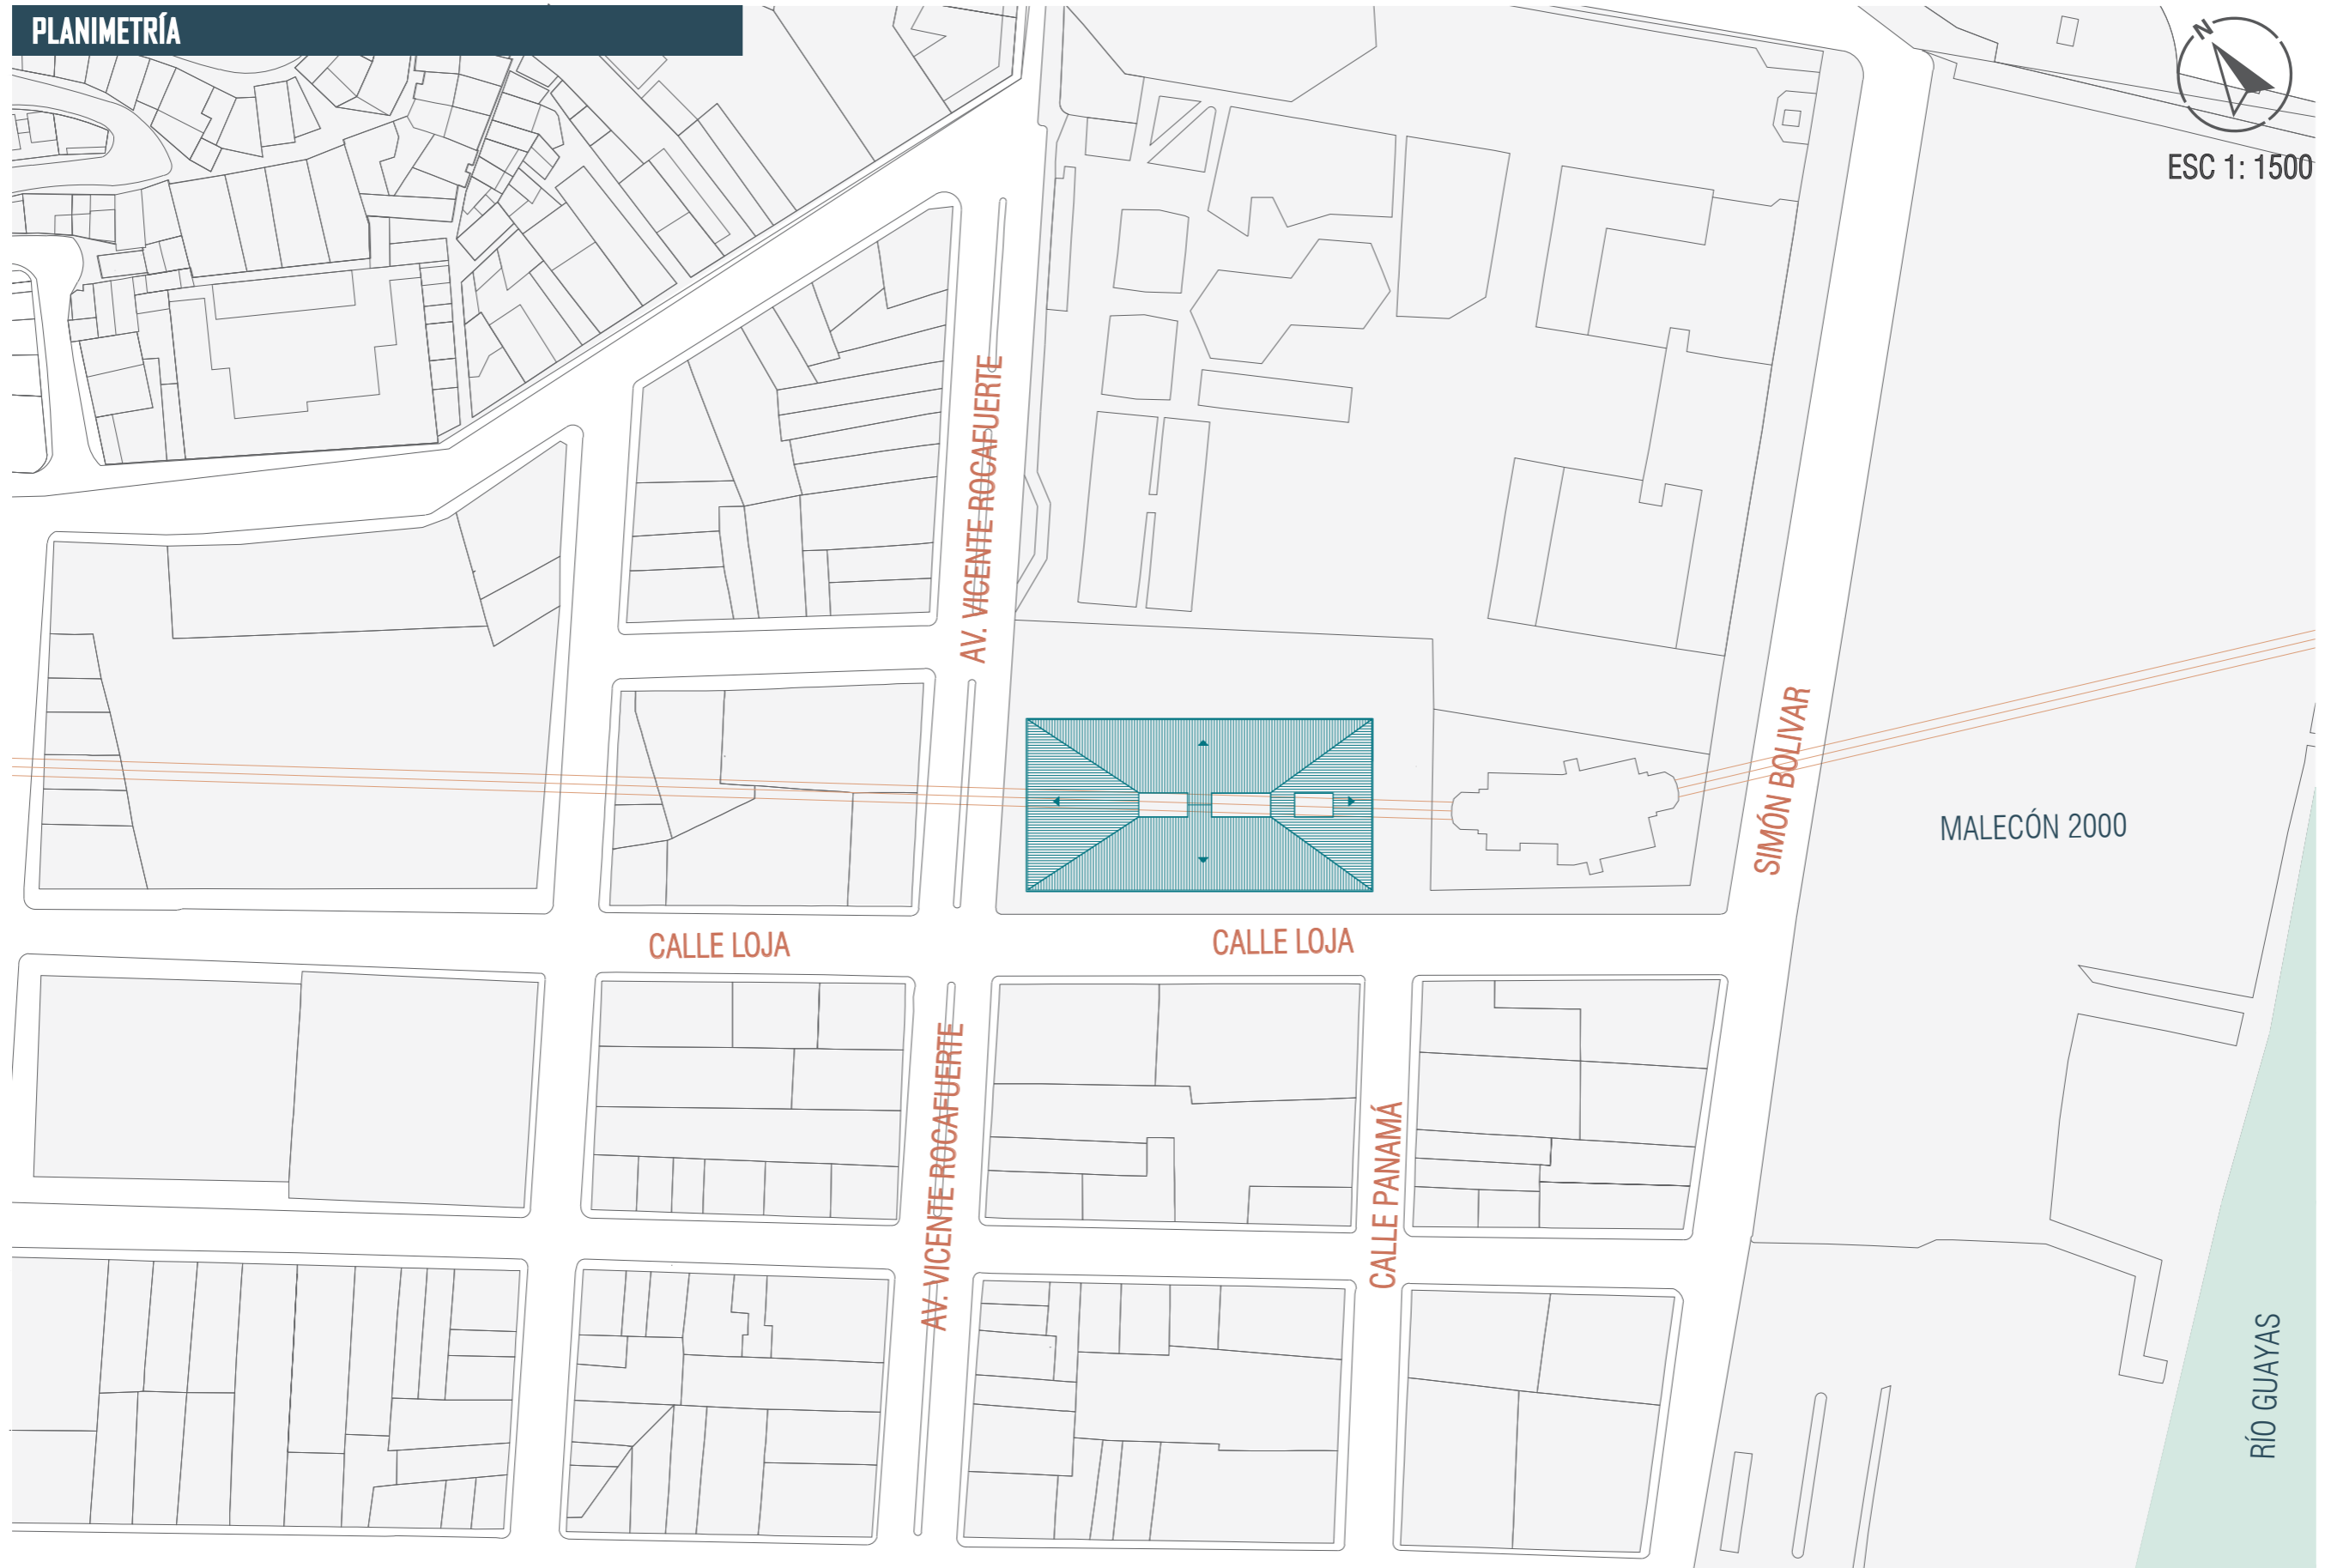 PLANIMETRÍA
N
ESC 1: 1500
AV. VICENTE ROCAFUERTE
SIMÓN BOLIVAR
MALECÓN 2000
CALLE LOJA
CALLE LOJA
AV. VICENTE ROCAFUERTE
CALLE PANAMÁ
RÍO GUAYAS